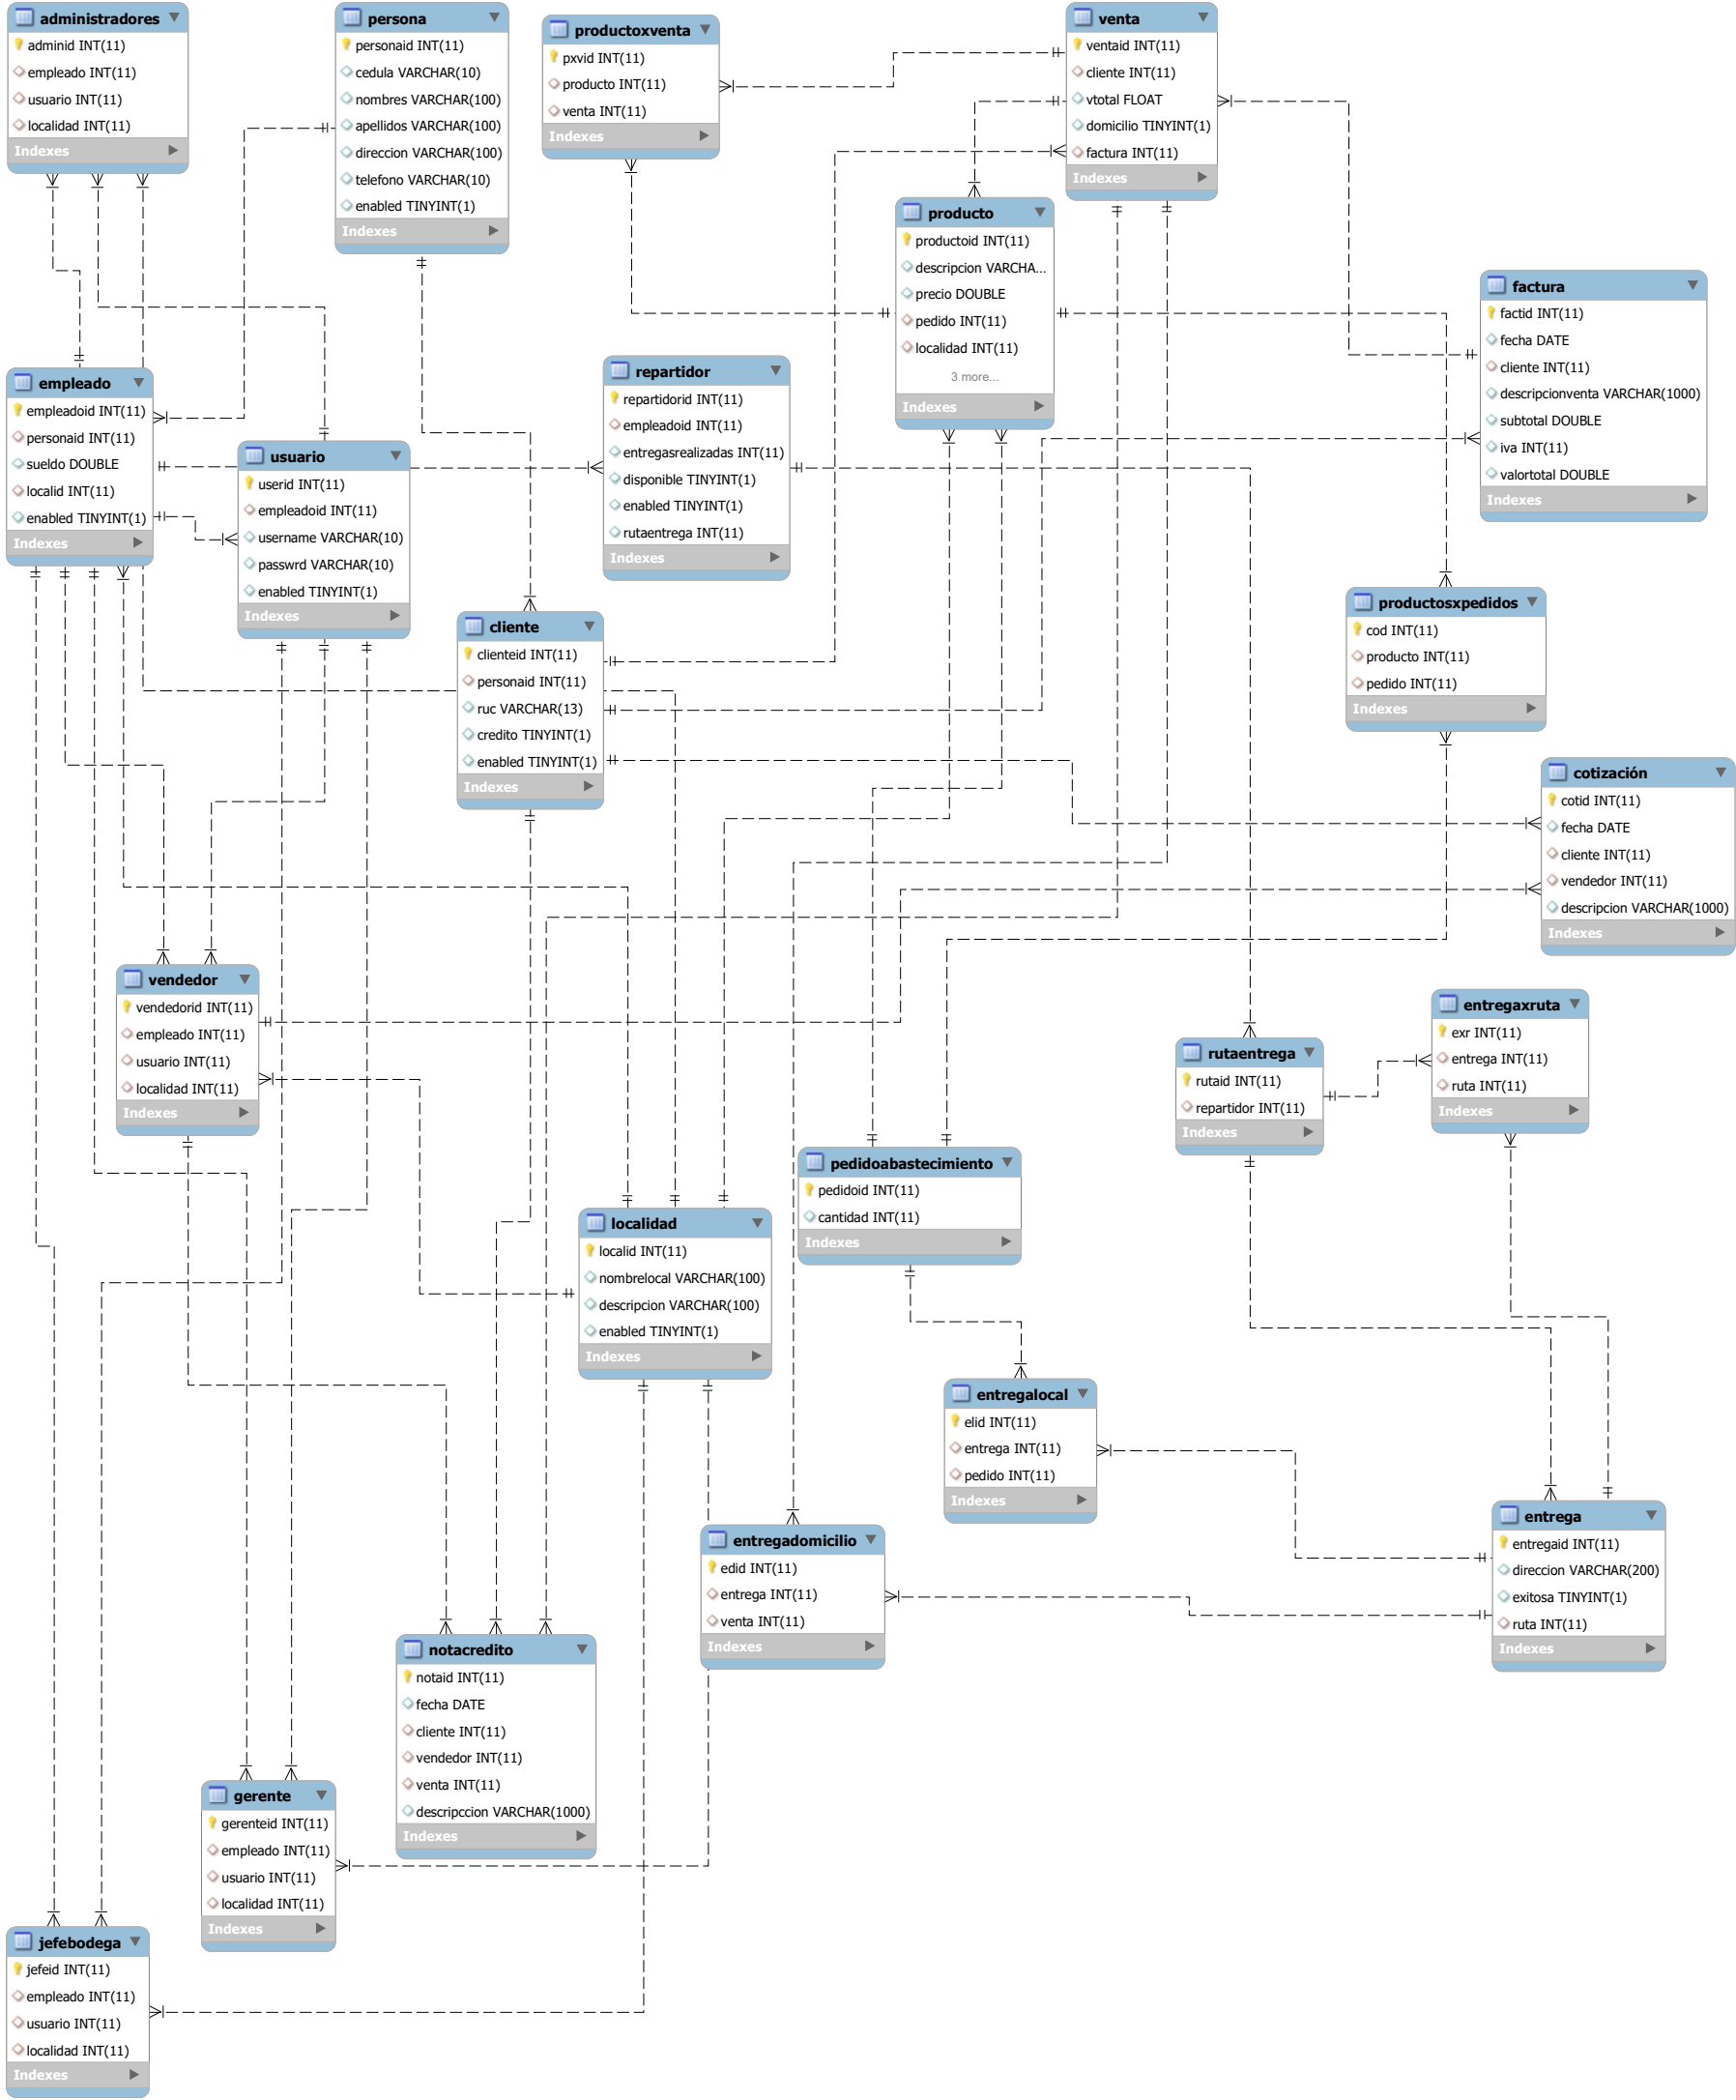 administradores
adminid INT(11)
empleado INT(11)
usuario INT(11)
localidad INT(11)
Indexes
persona
personaid INT(11)
cedula VARCHAR(10)
nombres VARCHAR(100)
apellidos VARCHAR(100)
direccion VARCHAR(100)
telefono VARCHAR(10)
enabled TINYINT(1)
Indexes
productoxventa
pxvid INT(11)
producto INT(11)
venta INT(11)
Indexes
venta
ventaid INT(11)
cliente INT(11)
vtotal FLOAT
domicilio TINYINT(1)
factura INT(11)
Indexes
producto
productoid INT(11)
descripcion VARCHA...
precio DOUBLE
pedido INT(11)
localidad INT(11)
3 more...
Indexes
factura
factid INT(11)
fecha DATE
cliente INT(11)
descripcionventa VARCHAR(1000)
subtotal DOUBLE
iva INT(11)
valortotal DOUBLE
Indexes
empleado
empleadoid INT(11)
personaid INT(11)
sueldo DOUBLE
localid INT(11)
enabled TINYINT(1)
Indexes
usuario
userid INT(11)
empleadoid INT(11)
username VARCHAR(10)
passwrd VARCHAR(10)
enabled TINYINT(1)
Indexes
repartidor
repartidorid INT(11)
empleadoid INT(11)
entregasrealizadas INT(11)
disponible TINYINT(1)
enabled TINYINT(1)
rutaentrega INT(11)
Indexes
cliente
clienteid INT(11)
personaid INT(11)
ruc VARCHAR(13)
credito TINYINT(1)
enabled TINYINT(1)
Indexes
productosxpedidos
cod INT(11)
producto INT(11)
pedido INT(11)
Indexes
cotización
cotid INT(11)
fecha DATE
cliente INT(11)
vendedor INT(11)
descripcion VARCHAR(1000)
Indexes
vendedor
vendedorid INT(11)
empleado INT(11)
usuario INT(11)
localidad INT(11)
Indexes
rutaentrega
rutaid INT(11)
repartidor INT(11)
Indexes
entregaxruta
exr INT(11)
entrega INT(11)
ruta INT(11)
Indexes
pedidoabastecimiento
pedidoid INT(11)
cantidad INT(11)
Indexes
localidad
localid INT(11)
nombrelocal VARCHAR(100)
descripcion VARCHAR(100)
enabled TINYINT(1)
Indexes
entregalocal
elid INT(11)
entrega INT(11)
pedido INT(11)
Indexes
entregadomicilio
edid INT(11)
entrega INT(11)
venta INT(11)
Indexes
entrega
entregaid INT(11)
direccion VARCHAR(200)
exitosa TINYINT(1)
ruta INT(11)
Indexes
notacredito
notaid INT(11)
fecha DATE
cliente INT(11)
vendedor INT(11)
venta INT(11)
descripccion VARCHAR(1000)
Indexes
gerente
gerenteid INT(11)
empleado INT(11)
usuario INT(11)
localidad INT(11)
Indexes
jefebodega
jefeid INT(11)
empleado INT(11)
usuario INT(11)
localidad INT(11)
Indexes